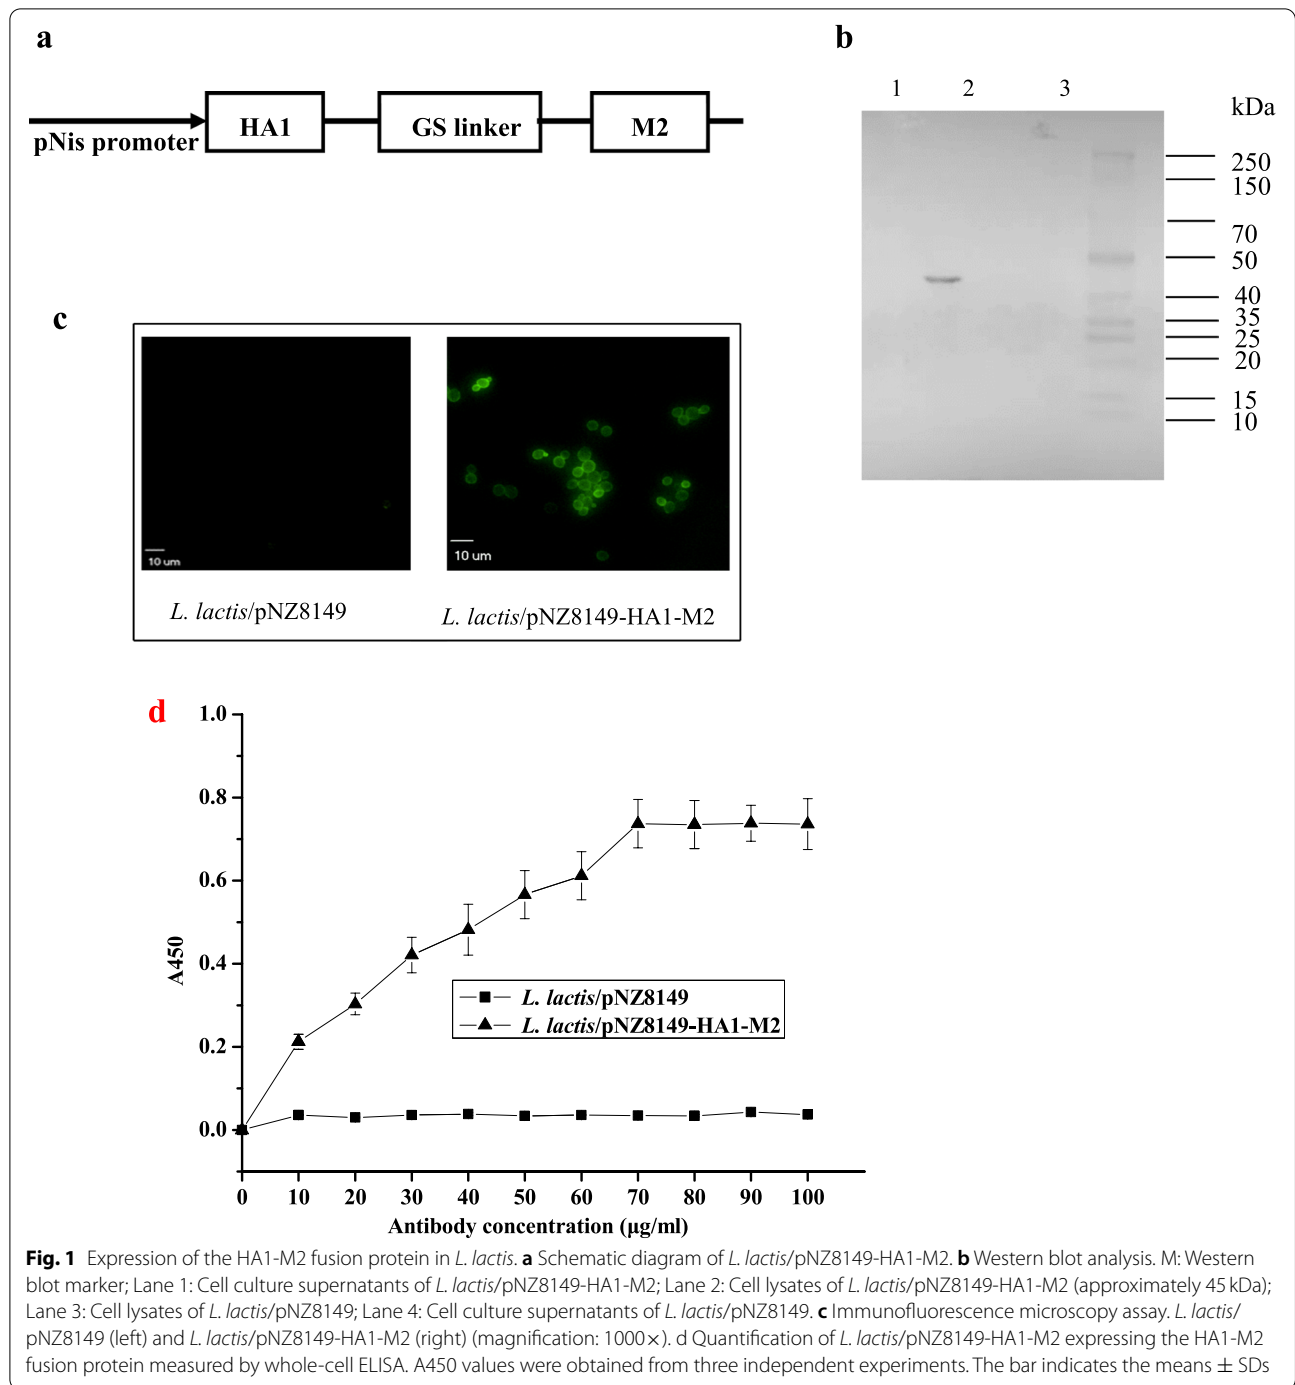 a
pNis promoter
HA1
GS linker
M2
b
1 2 3
kDa
250
150
70
50
40
35
25
20
15
10
c
10 um
10 um
L. lactis/pNZ8149
L. lactis/pNZ8149-HA1-M2
d
1.0
0.8
0.6
0.4
0.2
0.0
A450
L. lactis/pNZ8149
L. lactis/pNZ8149-HA1-M2
0 10 20 30 40 50 60 70 80 90 100
Antibody concentration (μg/ml)
Fig. 1 Expression of the HA1-M2 fusion protein in L. lactis. a Schematic diagram of L. lactis/pNZ8149-HA1-M2. b Western blot analysis. M: Western
blot marker; Lane 1: Cell culture supernatants of L. lactis/pNZ8149-HA1-M2; Lane 2: Cell lysates of L. lactis/pNZ8149-HA1-M2 (approximately 45 kDa);
Lane 3: Cell lysates of L. lactis/pNZ8149; Lane 4: Cell culture supernatants of L. lactis/pNZ8149. c Immunofluorescence microscopy assay. L. lactis/
pNZ8149 (left) and L. lactis/pNZ8149-HA1-M2 (right) (magnification: 1000×). d Quantification of L. lactis/pNZ8149-HA1-M2 expressing the HA1-M2
fusion protein measured by whole-cell ELISA. A450 values were obtained from three independent experiments. The bar indicates the means ± SDs